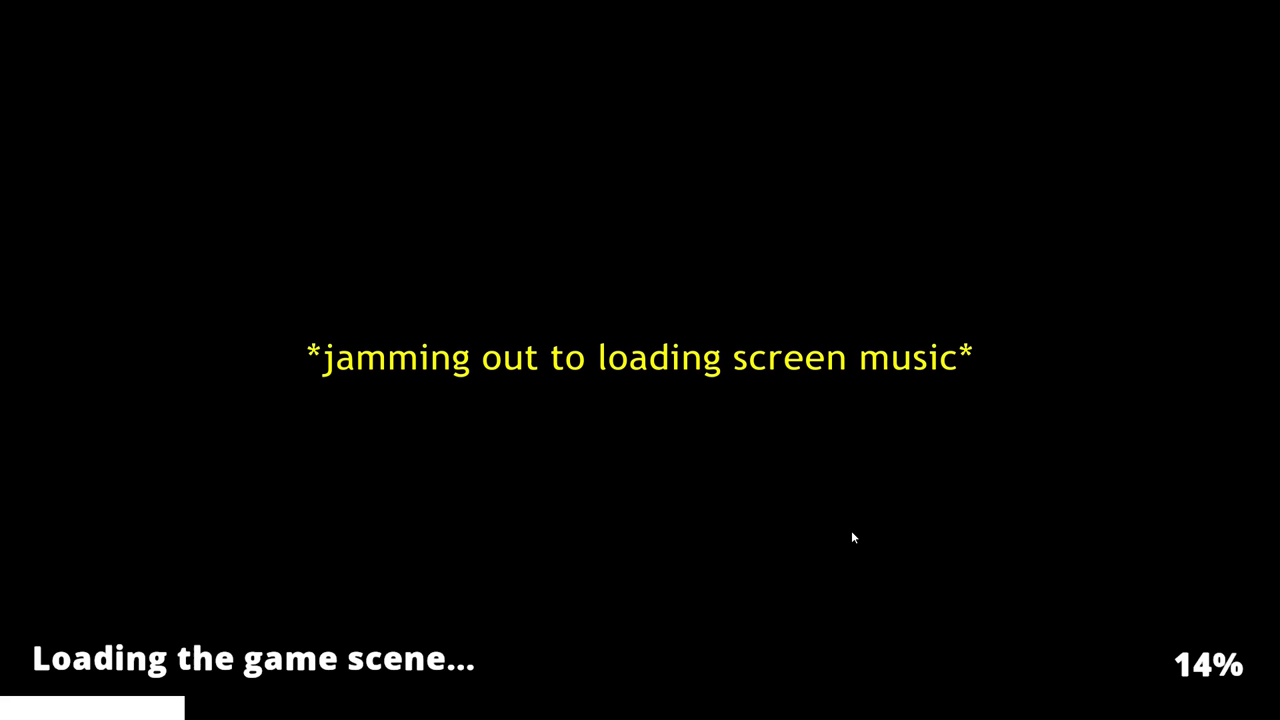 *jamming out to loading screen music*
Loading the game scene...
14%